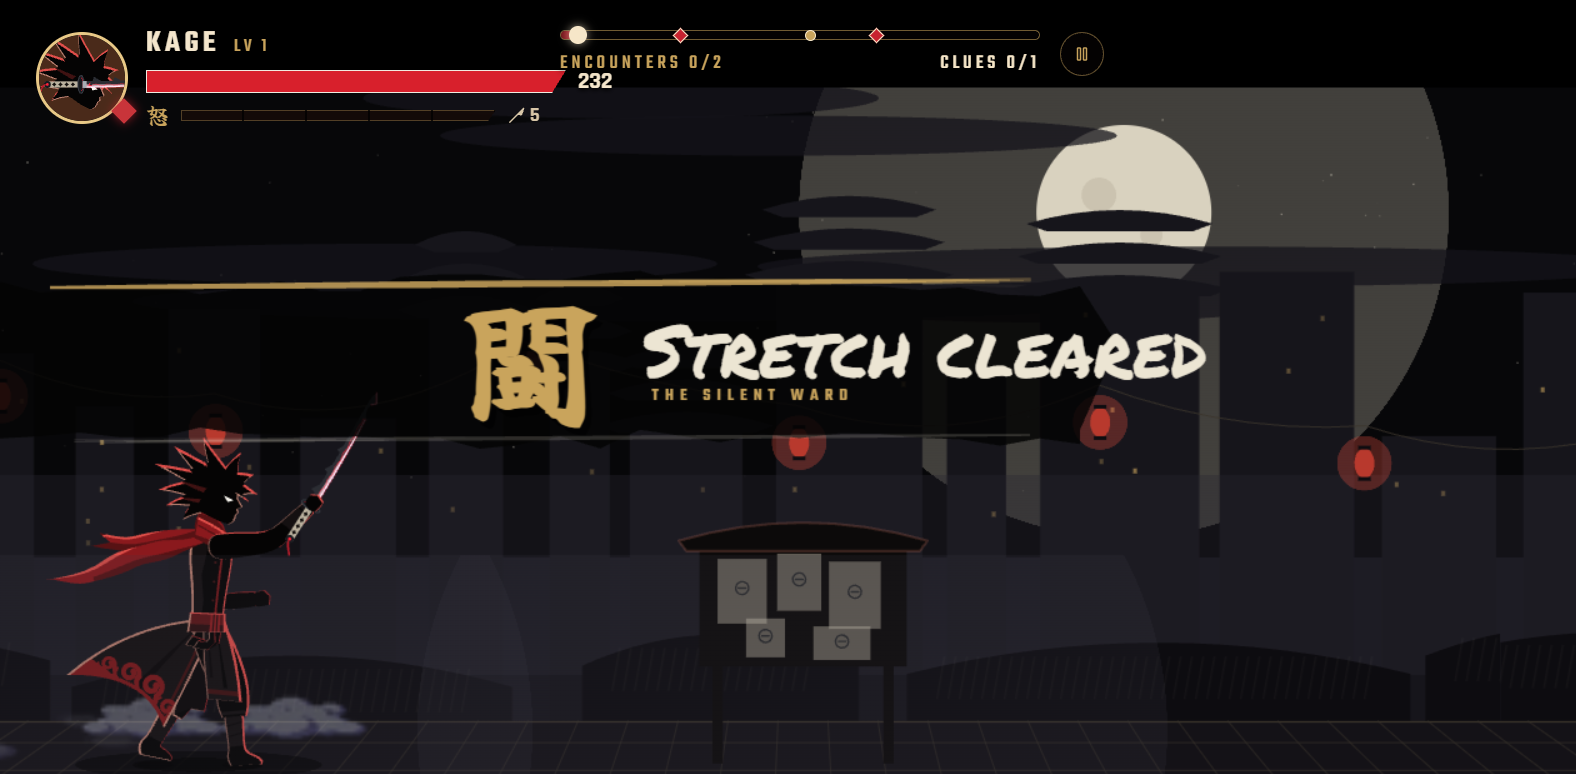 KAGE LV 1
232
怒 5
ENCOUNTERS 0/2 CLUES 0/1
闘 STRETCH CLEARED
THE SILENT WARD